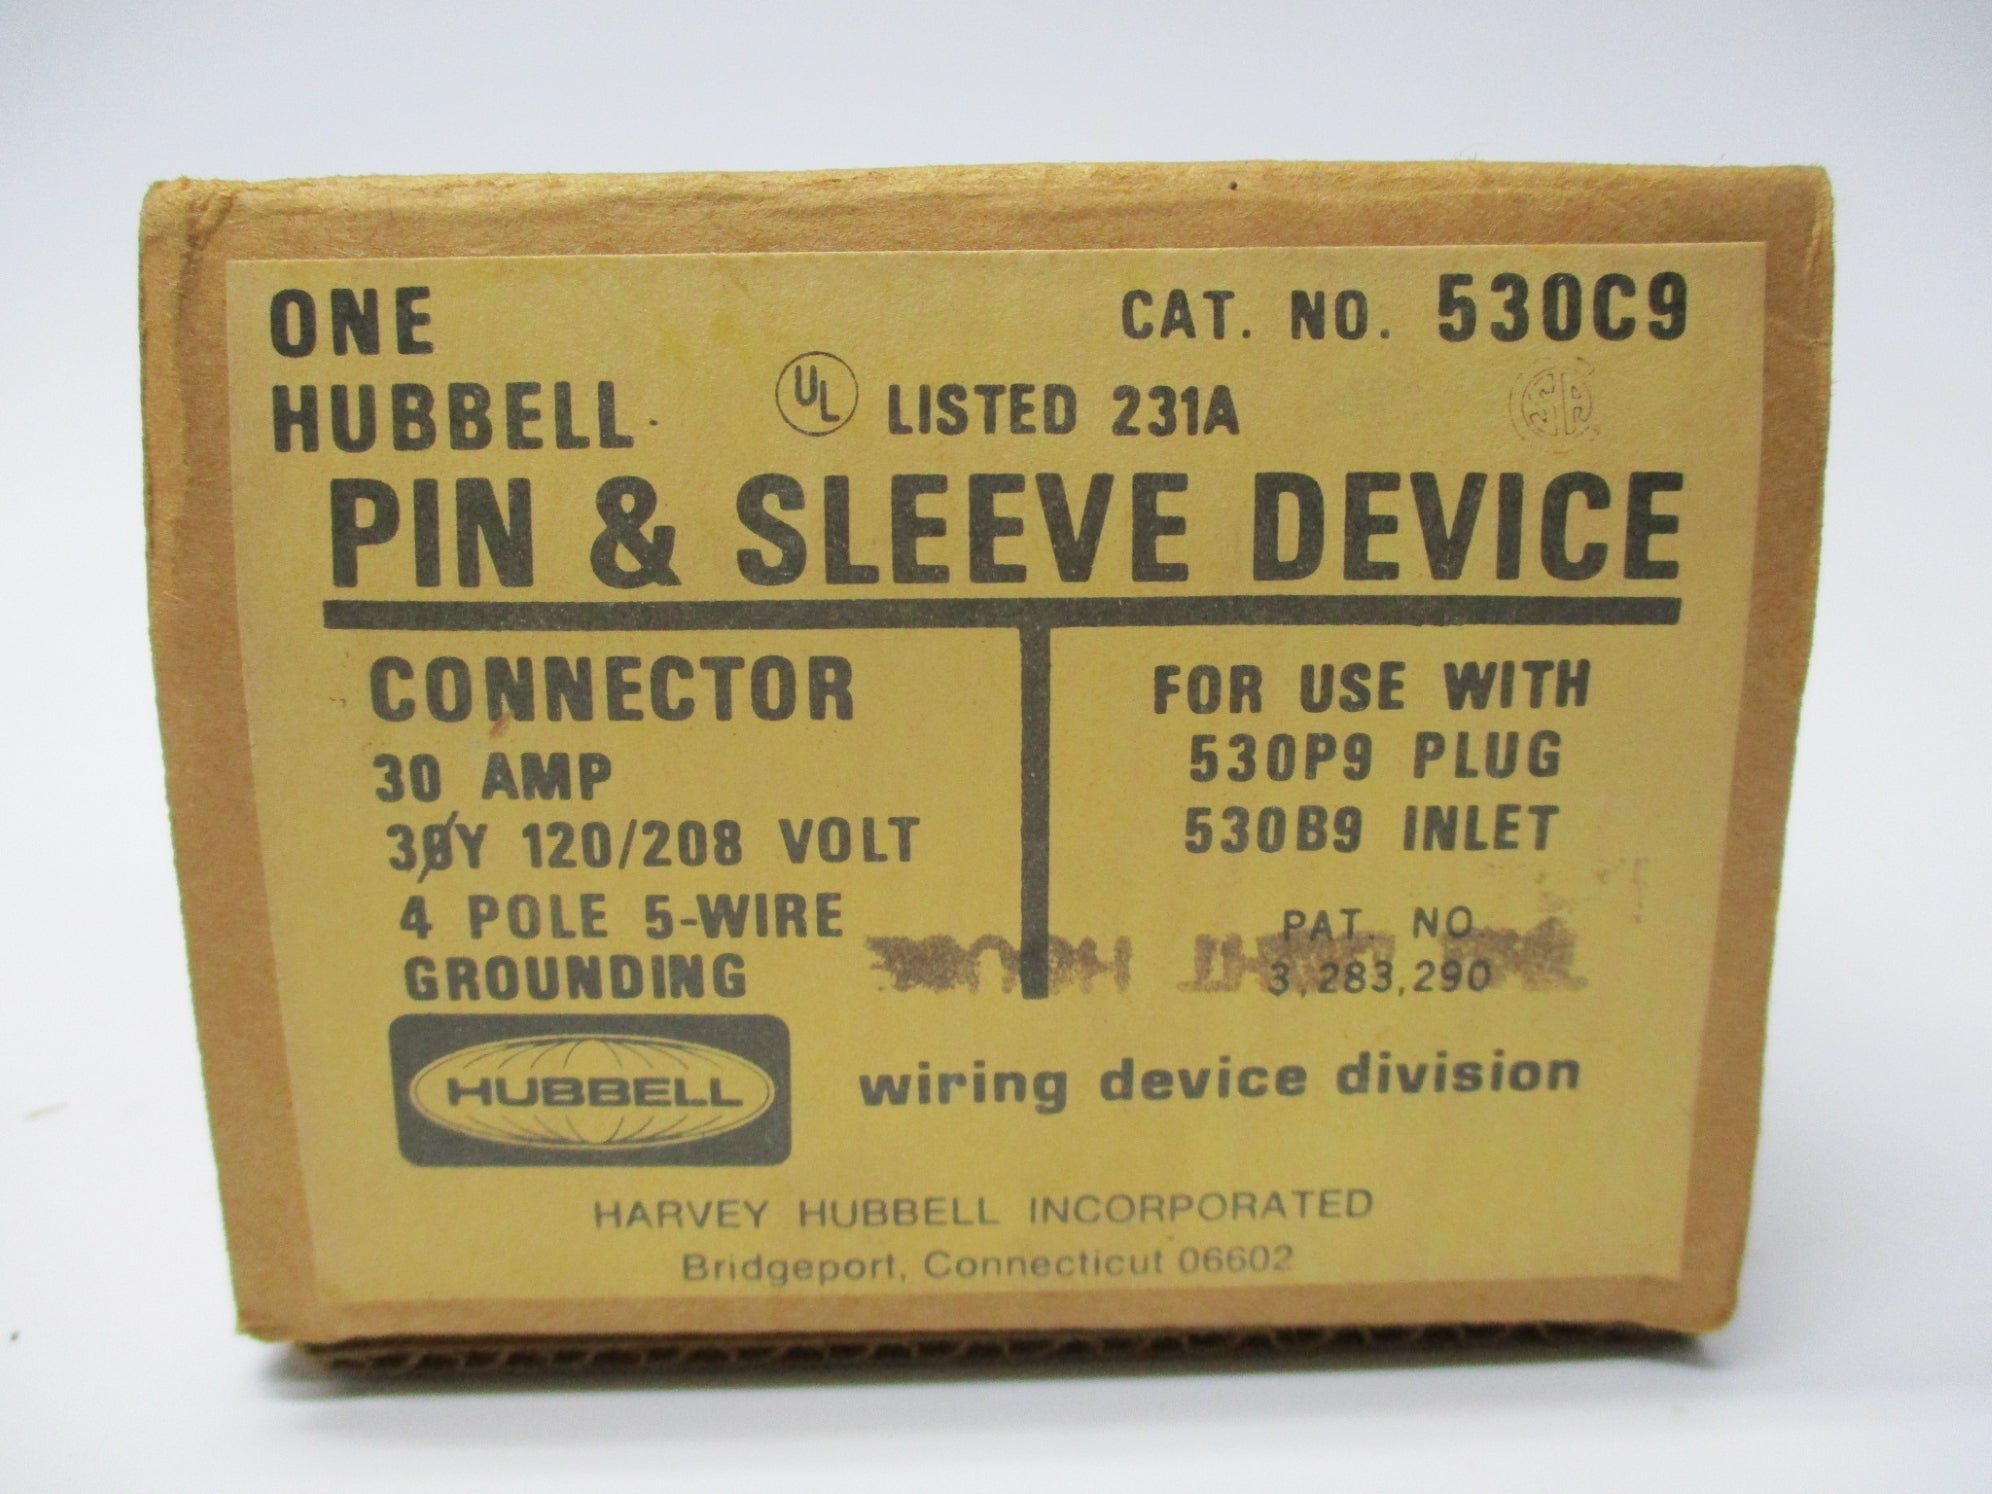 ONE CAT. NO. 530C9
HUBBELL UL LISTED 231A SA
PIN & SLEEVE DEVICE
CONNECTOR
30 AMP
3ØY 120/208 VOLT
4 POLE 5-WIRE
GROUNDING
FOR USE WITH
530P9 PLUG
530B9 INLET
PAT. NO.
3,283,290
HUBBELL wiring device division
HARVEY HUBBELL INCORPORATED
Bridgeport, Connecticut 06602